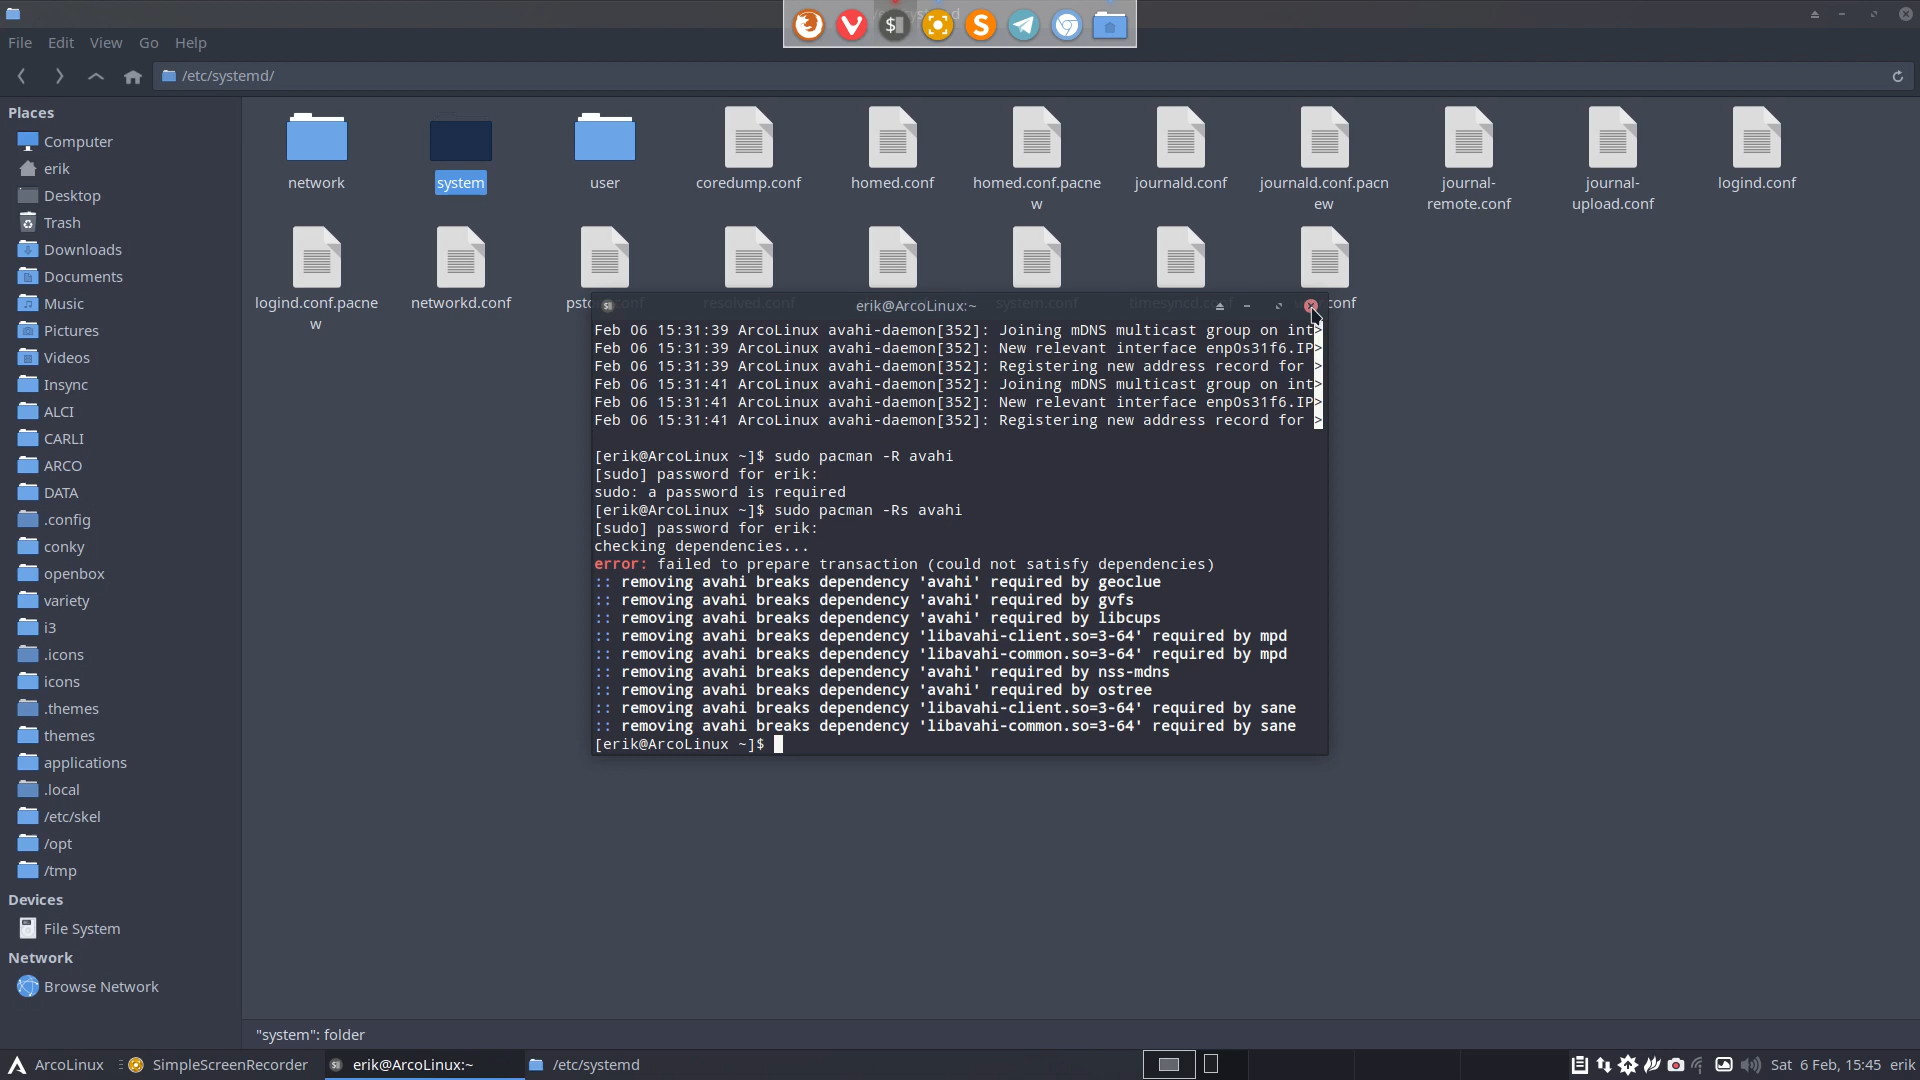 File Edit View Go Help
/etc/systemd/
Places
Computer
erik
Desktop
Trash
Downloads
Documents
Music
Pictures
Videos
Insync
ALCI
CARLI
ARCO
DATA
.config
conky
openbox
variety
i3
.icons
icons
.themes
themes
applications
.local
/etc/skel
/opt
/tmp
Devices
File System
Network
Browse Network
network
system
user
coredump.conf
homed.conf
homed.conf.pacne
w
journald.conf
journald.conf.pacn
ew
journal-
remote.conf
journal-
upload.conf
logind.conf
logind.conf.pacne
w
networkd.conf
resolved.conf
system.conf
timesyncd.
erik@ArcoLinux:~
Feb 06 15:31:39 ArcoLinux avahi-daemon[352]: Joining mDNS multicast group on int>
Feb 06 15:31:39 ArcoLinux avahi-daemon[352]: New relevant interface enp0s31f6.IP>
Feb 06 15:31:39 ArcoLinux avahi-daemon[352]: Registering new address record for >
Feb 06 15:31:41 ArcoLinux avahi-daemon[352]: Joining mDNS multicast group on int>
Feb 06 15:31:41 ArcoLinux avahi-daemon[352]: New relevant interface enp0s31f6.IP>
Feb 06 15:31:41 ArcoLinux avahi-daemon[352]: Registering new address record for >
[erik@ArcoLinux ~]$ sudo pacman -R avahi
[sudo] password for erik:
sudo: a password is required
[erik@ArcoLinux ~]$ sudo pacman -Rs avahi
[sudo] password for erik:
checking dependencies...
error: failed to prepare transaction (could not satisfy dependencies)
:: removing avahi breaks dependency 'avahi' required by geoclue
:: removing avahi breaks dependency 'avahi' required by gvfs
:: removing avahi breaks dependency 'avahi' required by libcups
:: removing avahi breaks dependency 'libavahi-client.so=3-64' required by mpd
:: removing avahi breaks dependency 'libavahi-common.so=3-64' required by mpd
:: removing avahi breaks dependency 'avahi' required by nss-mdns
:: removing avahi breaks dependency 'avahi' required by ostree
:: removing avahi breaks dependency 'libavahi-client.so=3-64' required by sane
:: removing avahi breaks dependency 'libavahi-common.so=3-64' required by sane
[erik@ArcoLinux ~]$
"system": folder
ArcoLinux
SimpleScreenRecorder
erik@ArcoLinux:~
/etc/systemd
Sat 6 Feb, 15:45 erik